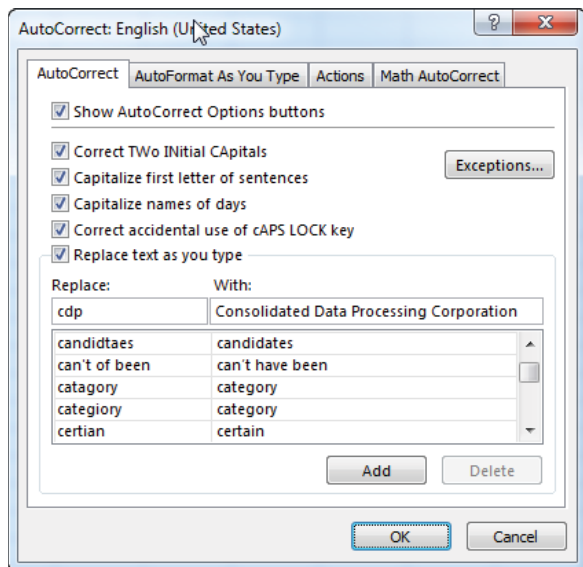 AutoCorrect: English (United States)
AutoCorrect AutoFormat As You Type Actions Math AutoCorrect
Show AutoCorrect Options buttons
Correct TWo INitial CApitals
Exceptions...
Capitalize first letter of sentences
Capitalize names of days
Correct accidental use of cAPS LOCK key
Replace text as you type
Replace: With:
cdp Consolidated Data Processing Corporation
candidtaes candidates
can't of been can't have been
catagory category
categiory category
certian certain
Add Delete
OK Cancel